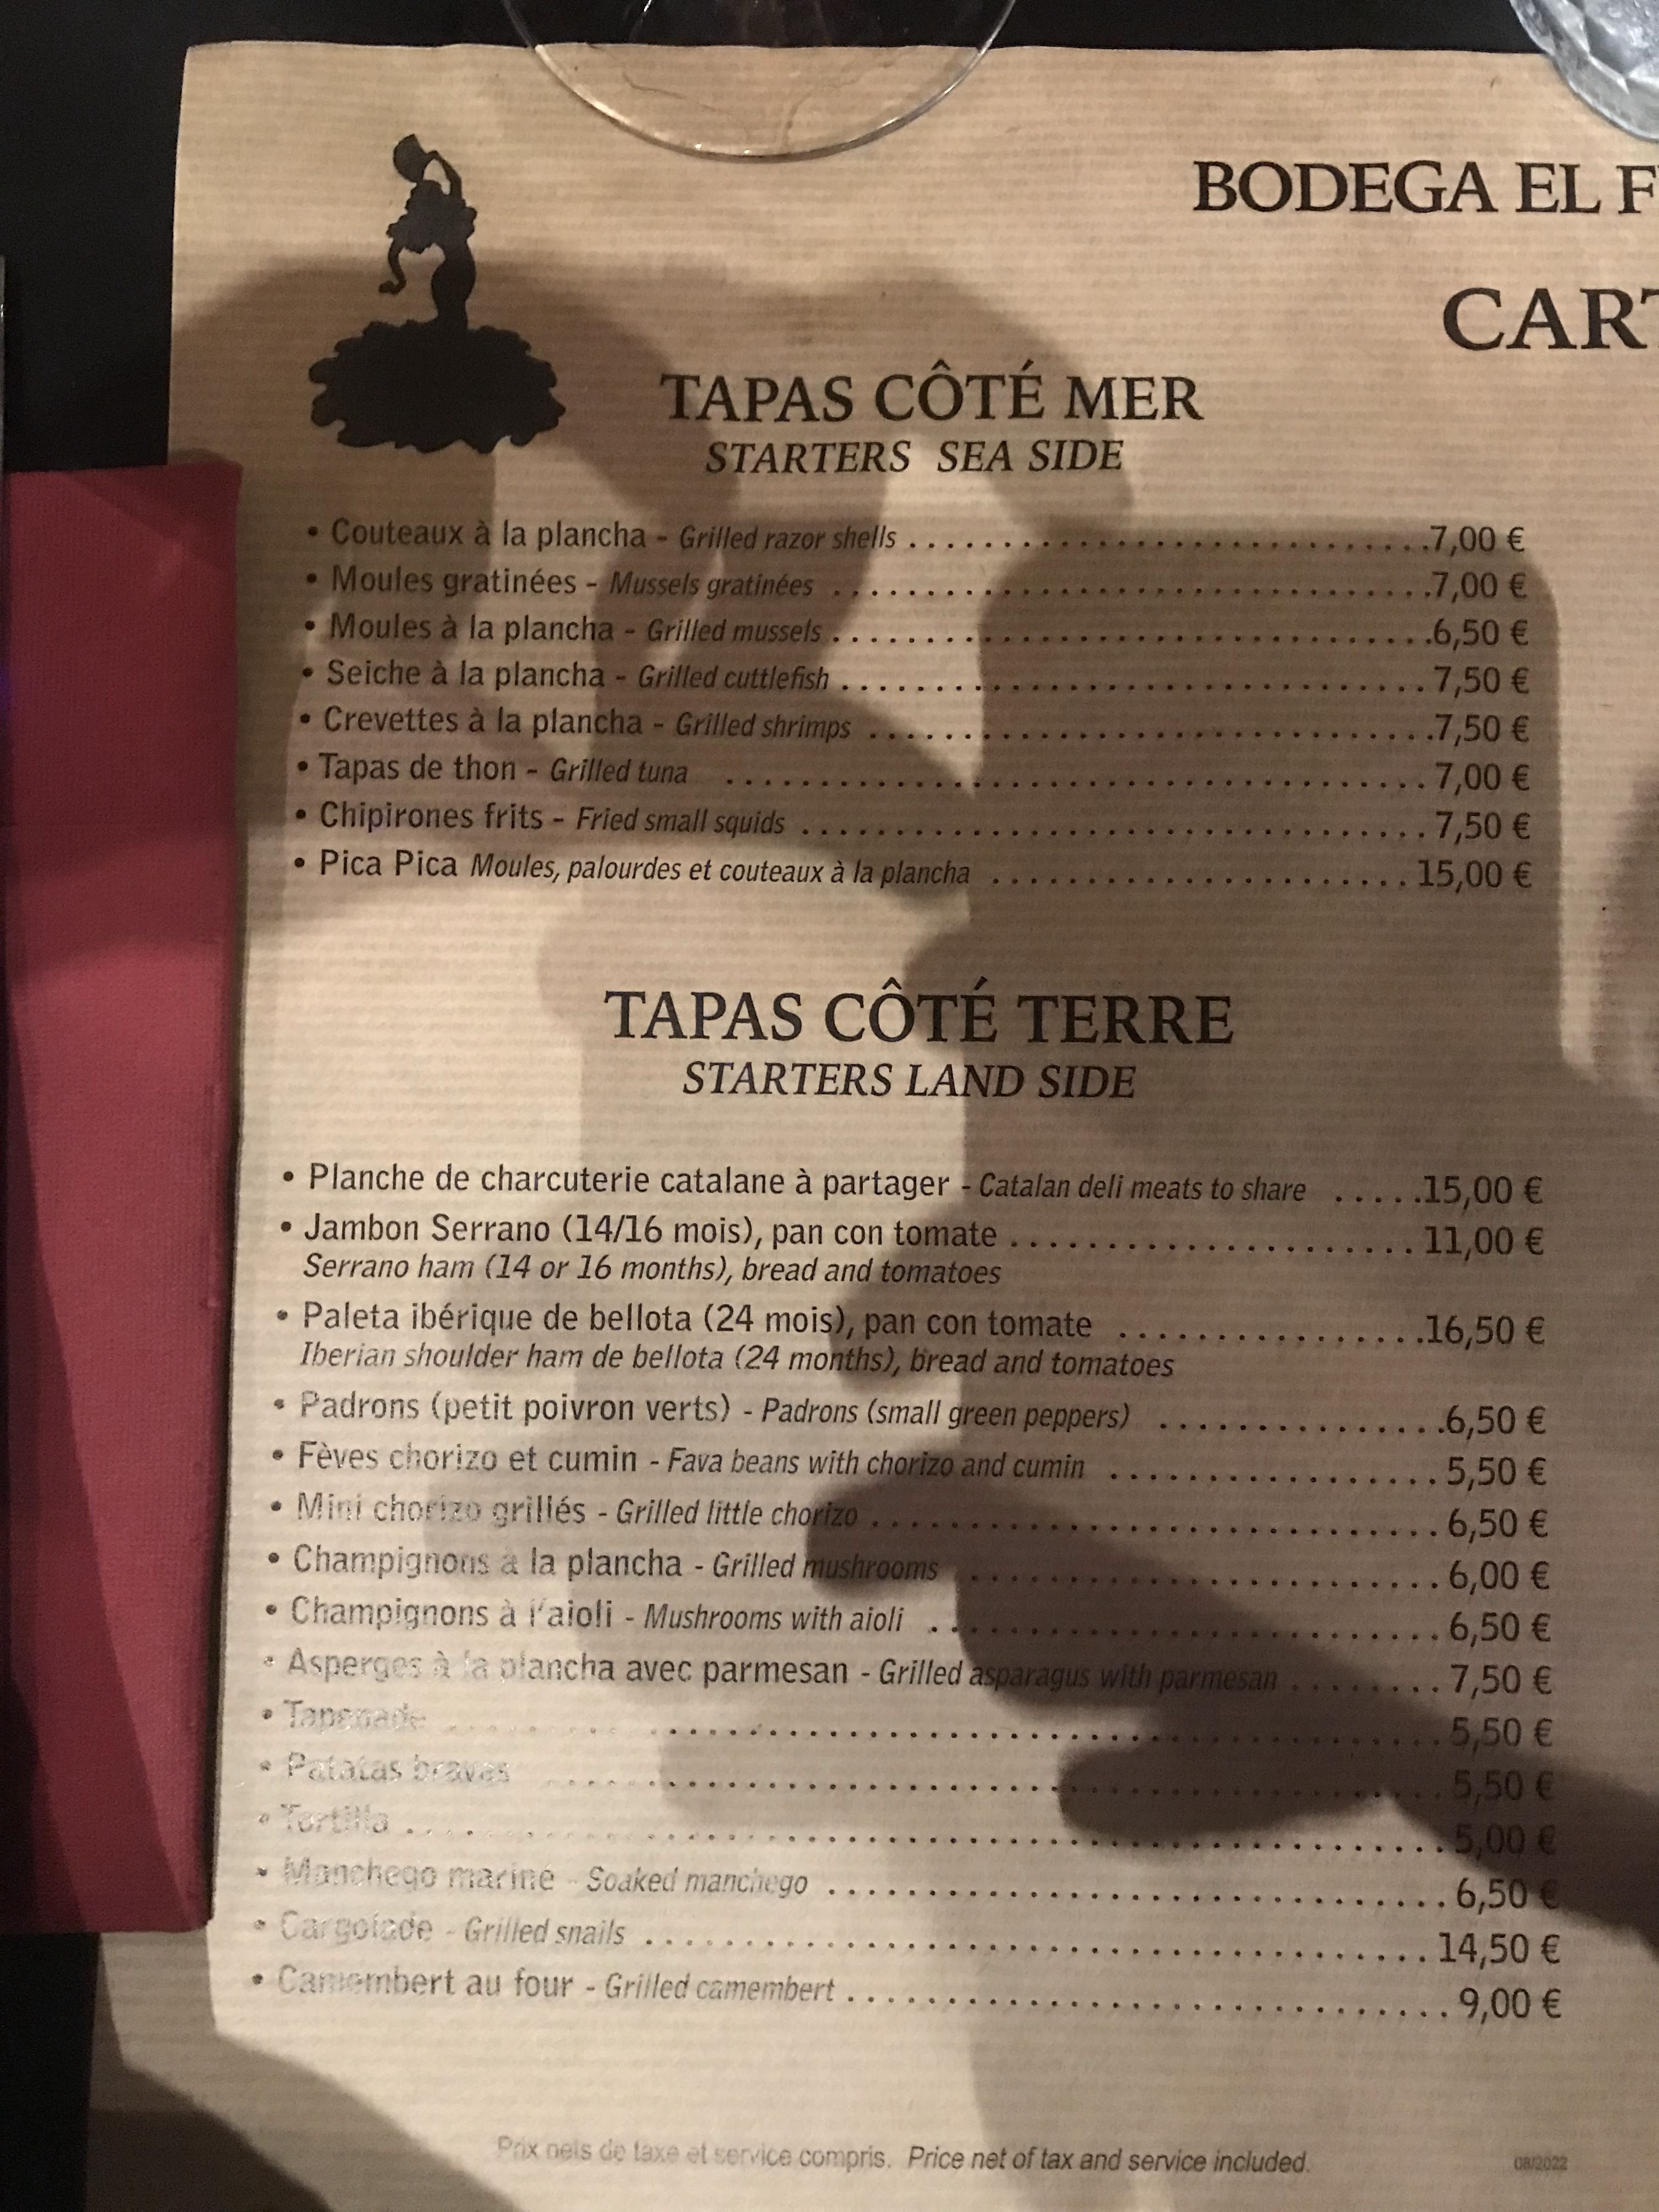 BODEGA EL F
CART
TAPAS CÔTÉ MER
STARTERS SEA SIDE
• Couteaux à la plancha - Grilled razor shells ..............................7,00 €
• Moules gratinées - Mussels gratinées ..............................7,00 €
• Moules à la plancha - Grilled mussels ..............................6,50 €
• Seiche à la plancha - Grilled cuttlefish .............................. 7,50 €
• Crevettes à la plancha - Grilled shrimps ..............................7,50 €
• Tapas de thon - Grilled tuna .............................. 7,00 €
• Chipirones frits - Fried small squids .............................. 7,50 €
• Pica Pica Moules, palourdes et couteaux à la plancha ...................... 15,00 €
TAPAS CÔTÉ TERRE
STARTERS LAND SIDE
• Planche de charcuterie catalane à partager - Catalan deli meats to share .....15,00 €
• Jambon Serrano (14/16 mois), pan con tomate ...................... 11,00 €
Serrano ham (14 or 16 months), bread and tomatoes
• Paleta ibérique de bellota (24 mois), pan con tomate ................16,50 €
Iberian shoulder ham de bellota (24 months), bread and tomatoes
• Padrons (petit poivron verts) - Padrons (small green peppers) ...............6,50 €
• Fèves chorizo et cumin - Fava beans with chorizo and cumin ................. 5,50 €
• Mini chorizo grillés - Grilled little chorizo .............................. 6,50 €
• Champignons à la plancha - Grilled mushrooms ......................... 6,00 €
• Champignons à l'aioli - Mushrooms with aioli ........................... 6,50 €
• Asperges à la plancha avec parmesan - Grilled asparagus with parmesan ........ 7,50 €
• Tapenade .............................. 5,50 €
• Patatas bravas .............................. 5,50 €
• Tortilla .............................. 5,00 €
• Manchego mariné - Soaked manchego .............................. 6,50 €
• Cargolade - Grilled snails .............................. 14,50 €
• Camembert au four - Grilled camembert .............................. 9,00 €
Prix nets de taxe et service compris. Price net of tax and service included.
08/2022